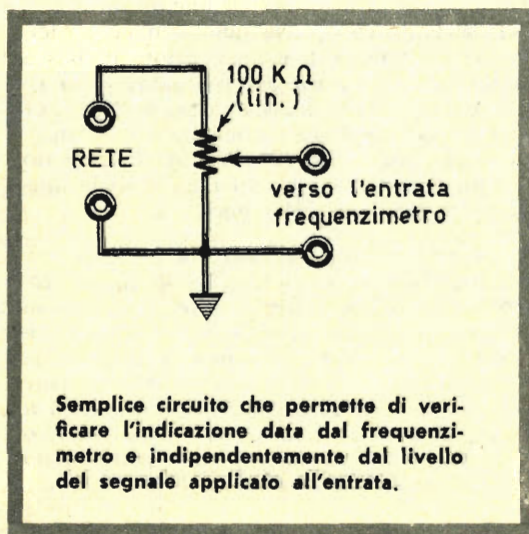 100 K Ω
(lin.)
RETE
verso l'entrata
frequenzimetro
Semplice circuito che permette di veri-
ficare l'indicazione data dal frequenzi-
metro e indipendentemente dal livello
del segnale applicato all'entrata.